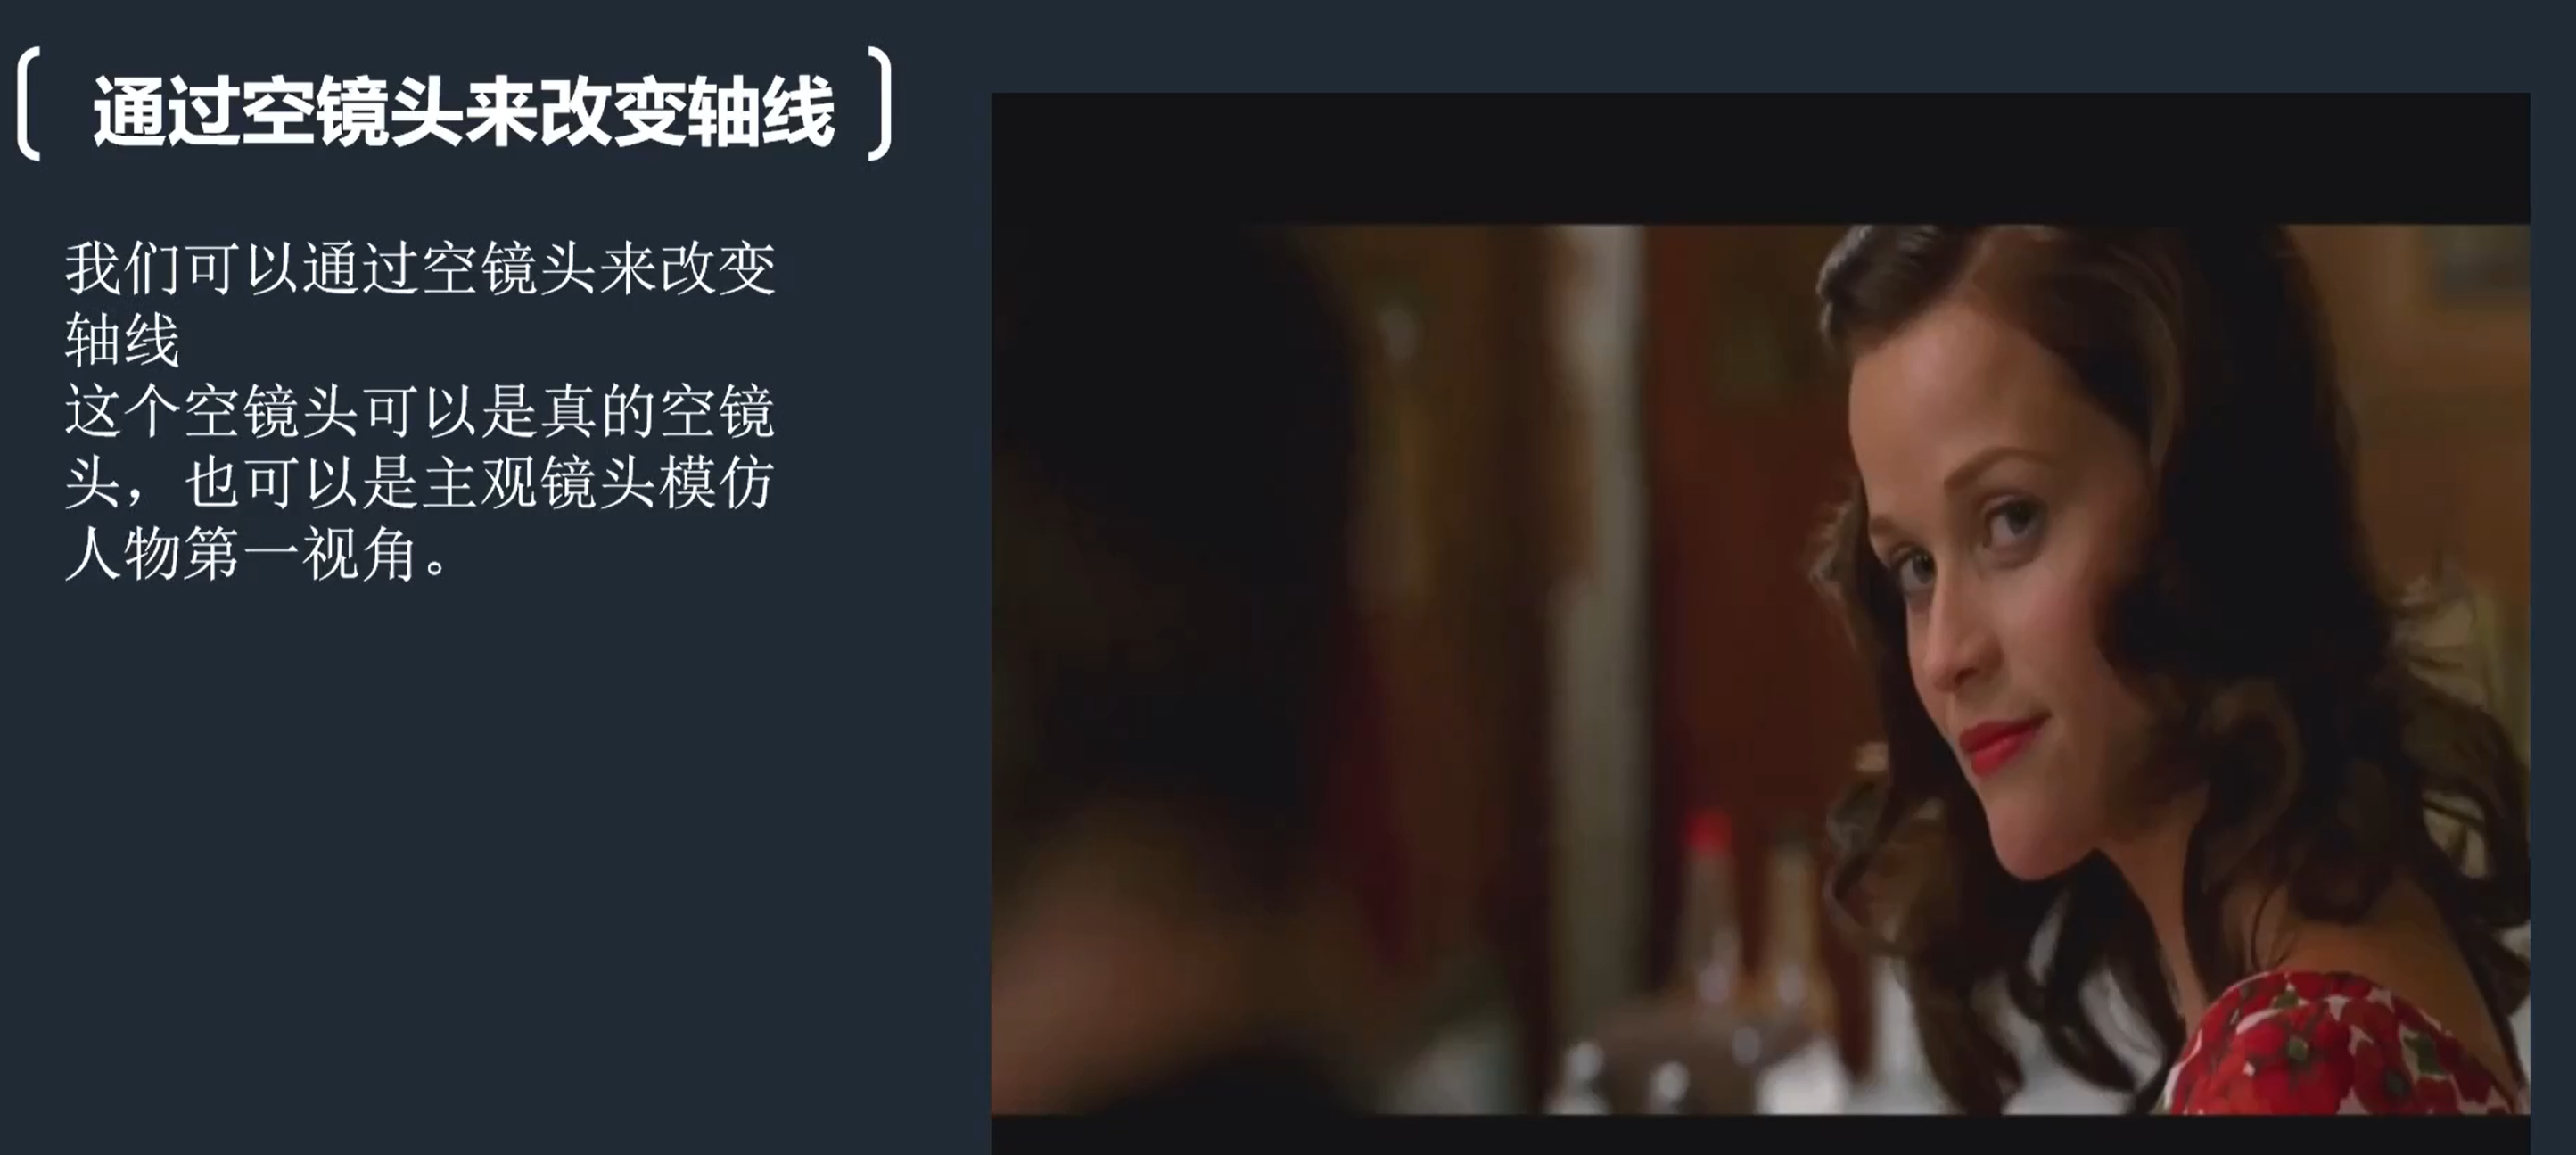 通过空镜头来改变轴线
我们可以通过空镜头来改变
轴线
这个空镜头可以是真的空镜
头，也可以是主观镜头模仿
人物第一视角。